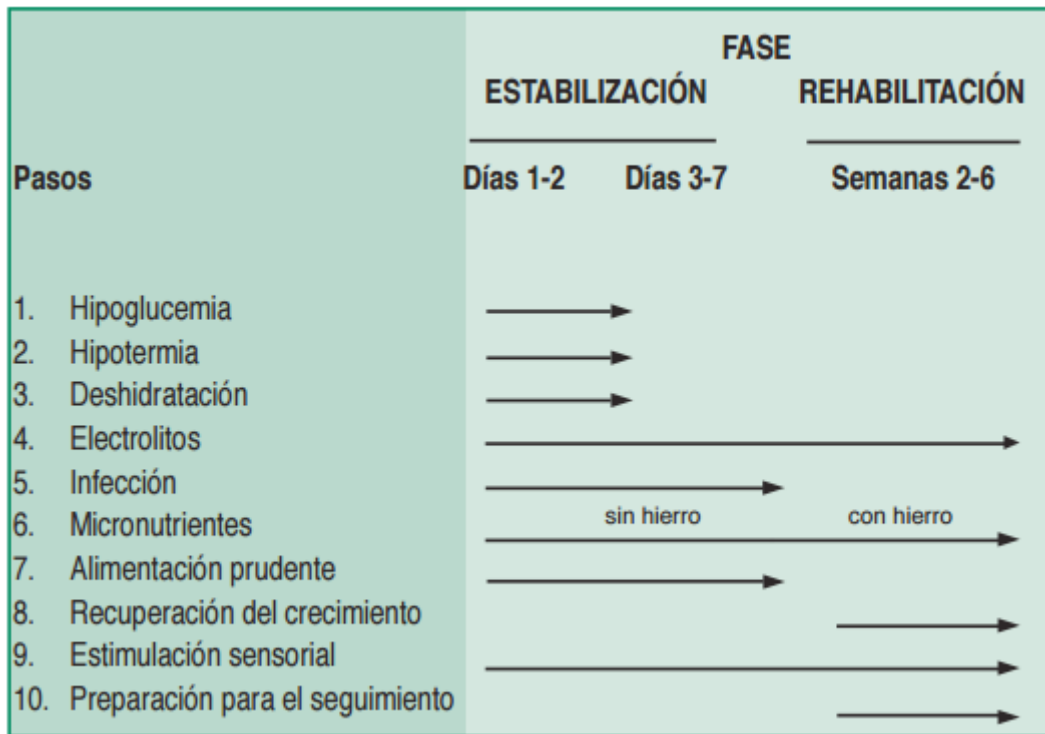 FASE
ESTABILIZACIÓN REHABILITACIÓN
Pasos Días 1-2 Días 3-7 Semanas 2-6
1. Hipoglucemia
2. Hipotermia
3. Deshidratación
4. Electrolitos
5. Infección
6. Micronutrientes sin hierro con hierro
7. Alimentación prudente
8. Recuperación del crecimiento
9. Estimulación sensorial
10. Preparación para el seguimiento